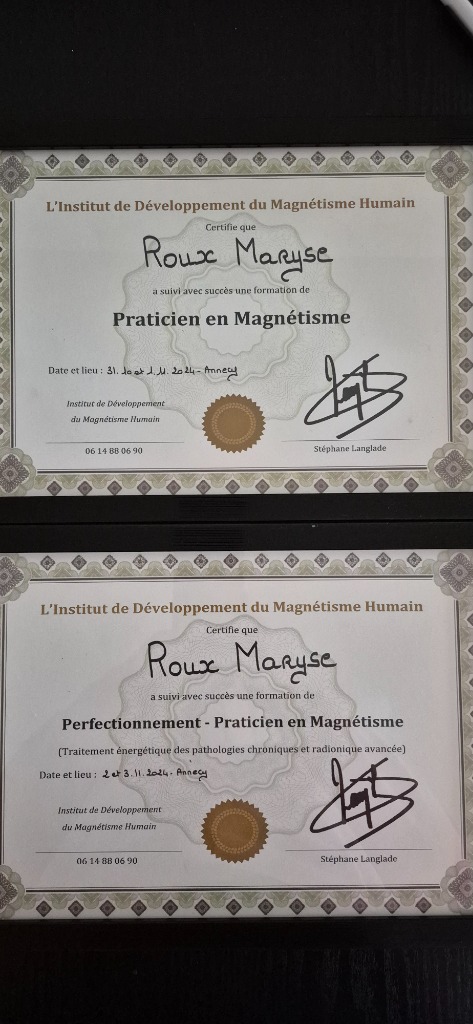 L'Institut de Développement du Magnétisme Humain
Certifie que
Roux Maryse
a suivi avec succès une formation de
Praticien en Magnétisme
Date et lieu : 31.10 et 1.11.2024 - Annecy
Institut de Développement
du Magnétisme Humain
06 14 88 06 90
Stéphane Langlade
L'Institut de Développement du Magnétisme Humain
Certifie que
Roux Maryse
a suivi avec succès une formation de
Perfectionnement - Praticien en Magnétisme
(Traitement énergétique des pathologies chroniques et radionique avancée)
Date et lieu : 2 et 3.11.2024 - Annecy
Institut de Développement
du Magnétisme Humain
06 14 88 06 90
Stéphane Langlade